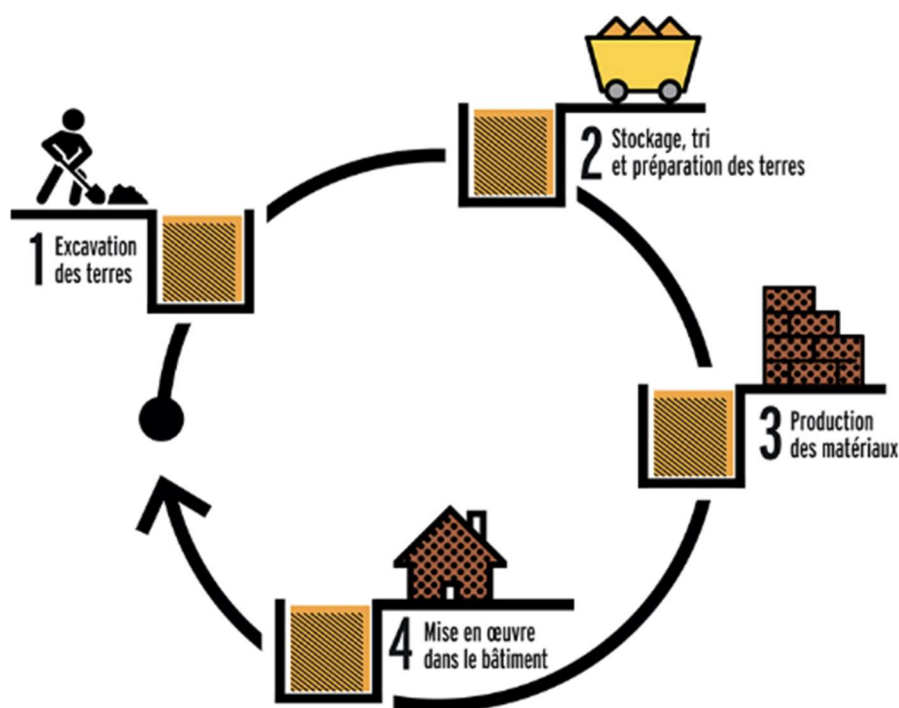 1 Excavation
des terres
2 Stockage, tri
et préparation des terres
3 Production
des matériaux
4 Mise en œuvre
dans le bâtiment